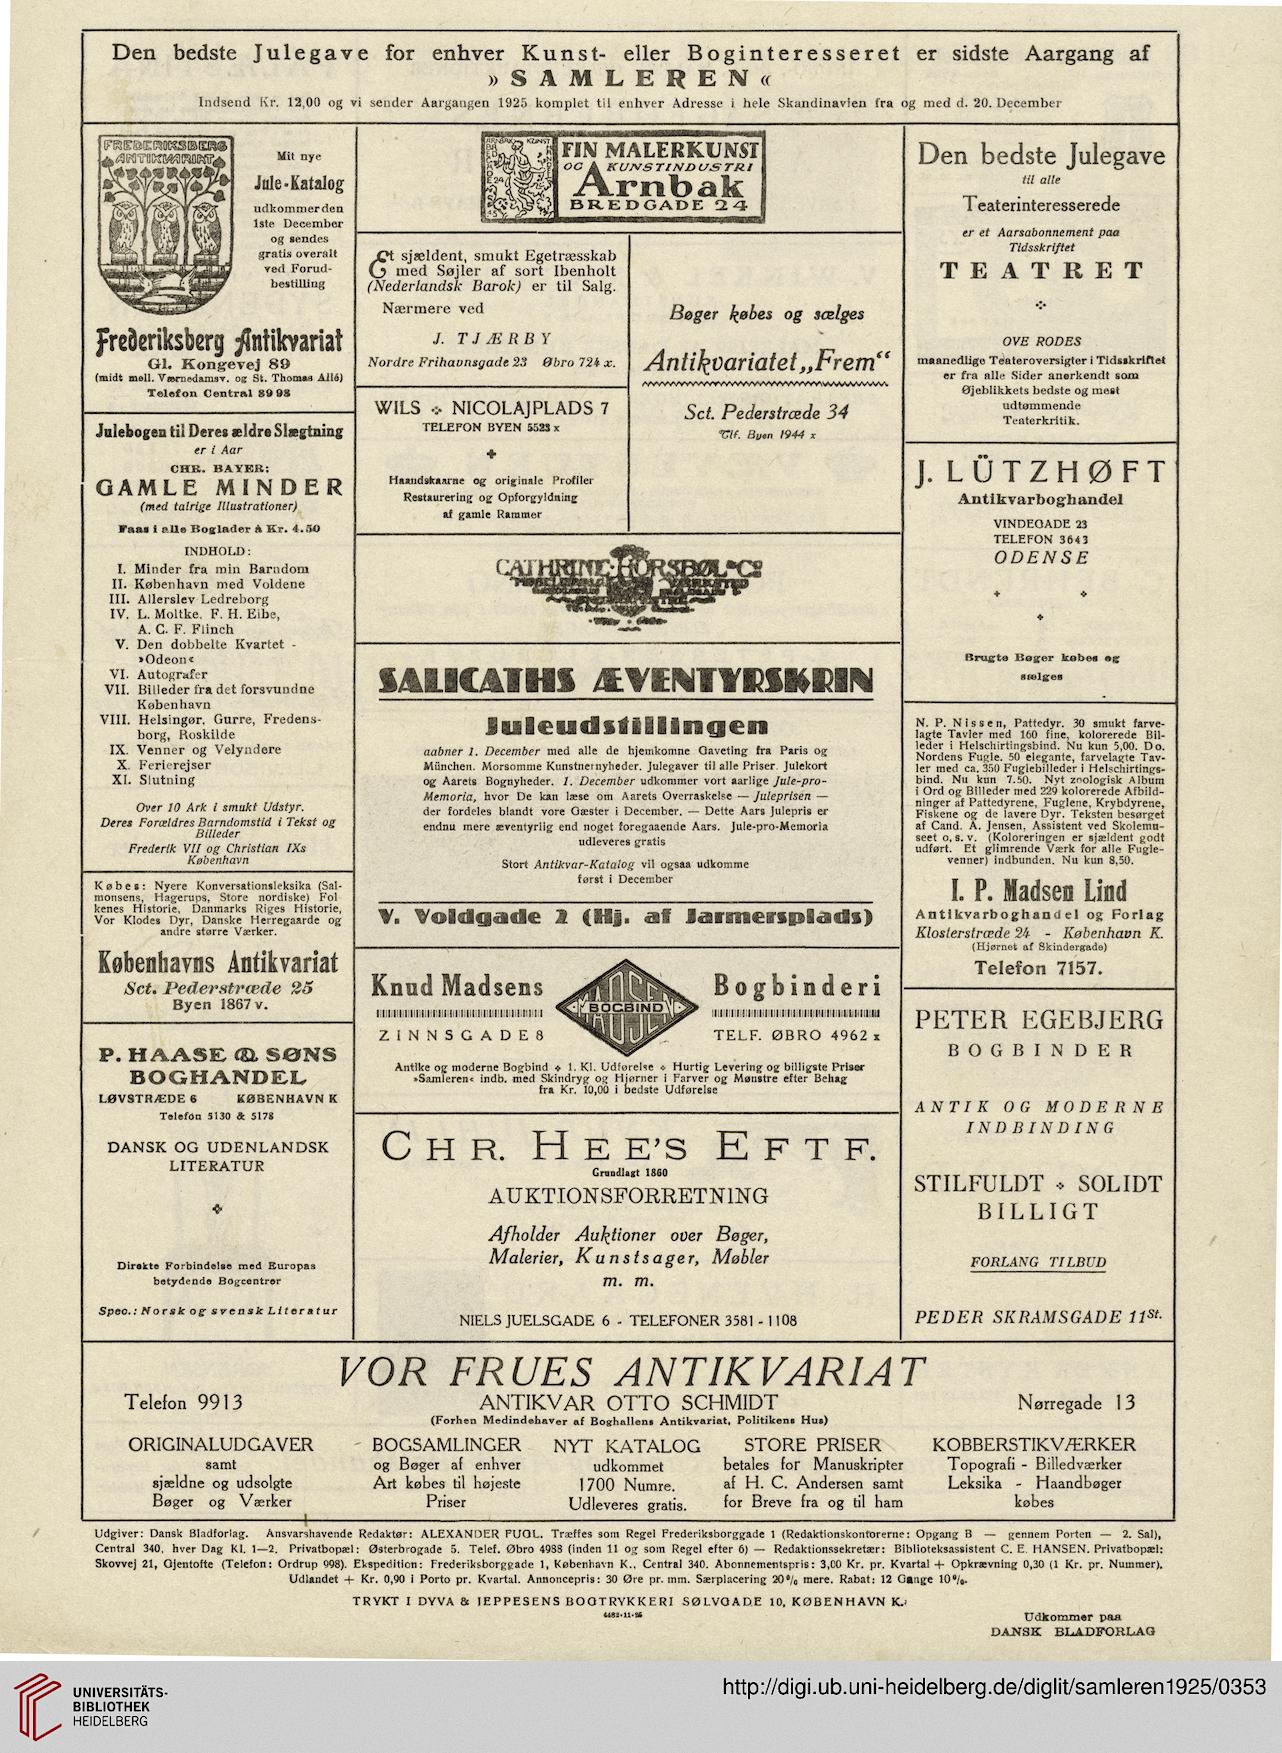 Den bedste Julegave for enhver Kunst- eller Boginteresseret er sidste Aargang af
»SAMLEREN«
Indsend Kr. 12,00 og vi sender Aargangen 1925 komplet til enhver Adresse i hele Skandinavien fra og med d. 20. December
FREDERIKSBERG
ANTIKVARIAT
Mit nye
Jule-Katalog
udkommer den
1ste December
og sendes
gratis overalt
ved Forud-
bestilling
Frederiksberg Antikvariat
Gl. Kongevej 89
(midt mell. Værnedamsv. og St. Thomas Allé)
Telefon Central 8998
Julebogen til Deres ældre Slægtning
er i Aar
CHR. BAYER:
GAMLE MINDER
(med talrige Illustrationer)
Faas i alle Boglader à Kr. 4.50
INDHOLD:
I. Minder fra min Barndom
II. København med Voldene
III. Allerslev Ledreborg
IV. L. Moltke. F. H. Eibe,
A. C. F. Flinch
V. Den dobbelte Kvartet -
»Odeon«
VI. Autografer
VII. Billeder fra det forsvundne
København
VIII. Helsingør, Gurre, Fredens-
borg, Roskilde
IX. Venner og Velyndere
X. Ferierejser
XI. Slutning
Over 10 Ark i smukt Udstyr.
Deres Forældres Barndomstid i Tekst og
Billeder
Frederik VII og Christian IXs
København
Købes: Nyere Konversationsleksika (Sal-
monsens, Hagerups, Store nordiske) Fol
kenes Historie, Danmarks Riges Historie,
Vor Klodes Dyr, Danske Herregaarde og
andre større Værker.
Københavns Antikvariat
Sct. Pederstræde 25
Byen 1867 v.
P. HAASE & SØNS
BOGHANDEL
LØVSTRÆDE 6 KØBENHAVN K
Telefon 5130 & 5178
DANSK OG UDENLANDSK
LITERATUR
Direkte Forbindelse med Europas
betydende Bogcentrer
Spec.: Norsk og svensk Literatur
ARNBAK KUNST
FIN MALERKUNST
OG KUNSTINDUSTRI
Arnbak
BREDGADE 24
Et sjældent, smukt Egetræsskab
med Søjler af sort Ibenholt
(Nederlandsk Barok) er til Salg.
Nærmere ved
J. TJÆRBY
Nordre Frihavnsgade 23 Øbro 724 x.
WILS NICOLAJPLADS 7
TELEFON BYEN 5523 x
Haandskaarne og originale Profiler
Restaurering og Opforgyldning
af gamle Rammer
Bøger købes og sælges
Antikvariatet „Frem“
Sct. Pederstræde 34
Tlf. Byen 1944 x
CATHRINE HORSBØL & Co
SALICATHS ÆVENTYRSKRIN
Juleudstillingen
aabner 1. December med alle de hjemkomne Gaveting fra Paris og
München. Morsomme Kunstnernyheder. Julegaver til alle Priser. Julekort
og Aarets Bognyheder. 1. December udkommer vort aarlige Jule-pro-
Memoria, hvor De kan læse om Aarets Overraskelse — Juleprisen —
der fordeles blandt vore Gæster i December. — Dette Aars Julepris er
endnu mere æventyrlig end noget foregaaende Aars. Jule-pro-Memoria
udleveres gratis
Stort Antikvar-Katalog vil ogsaa udkomme
først i December
V. Voldgade 2 (Hj. af Jarmersplads)
Knud Madsens Bogbinderi
MADSEN
BOGBIND
ZINNSGADE 8 TELF. ØBRO 4962 x
Antike og moderne Bogbind 1. Kl. Udførelse Hurtig Levering og billigste Priser
»Samleren« indb. med Skindryg og Hjørner i Farver og Mønstre efter Behag
fra Kr. 10,00 i bedste Udførelse
CHR. HEE'S EFTF.
Grundlagt 1860
AUKTIONSFORRETNING
Afholder Auktioner over Bøger,
Malerier, Kunstsager, Møbler
m. m.
NIELS JUELSGADE 6 - TELEFONER 3581 - 1108
Den bedste Julegave
til alle
Teaterinteresserede
er et Aarsabonnement paa
Tidsskriftet
TEATRET
OVE RODES
maanedlige Teateroversigter i Tidsskriftet
er fra alle Sider anerkendt som
Øjeblikkets bedste og mest
udtømmende
Teaterkritik.
J. LÜTZHØFT
Antikvarboghandel
VINDEGADE 23
TELEFON 3643
ODENSE
Brugte Bøger købes og
sælges
N. P. Nissen, Pattedyr. 30 smukt farve-
lagte Tavler med 160 fine, kolorerede Bil-
leder i Helschirtingsbind. Nu kun 5,00. Do.
Nordens Fugle. 50 elegante, farvelagte Tav-
ler med ca. 350 Fuglebilleder i Helschirtings-
bind. Nu kun 7.50. Nyt zoologisk Album
i Ord og Billeder med 229 kolorerede Afbild-
ninger af Pattedyrene, Fuglene, Krybdyrene,
Fiskene og de lavere Dyr. Teksten besørget
af Cand. A. Jensen, Assistent ved Skolemu-
seet o. s. v. (Koloreringen er sjældent godt
udført. Et glimrende Værk for alle Fugle-
venner) indbunden. Nu kun 8,50.
I. P. Madsen Lind
Antikvarboghandel og Forlag
Klosterstræde 24 - København K.
(Hjørnet af Skindergade)
Telefon 7157.
PETER EGEBJERG
BOGBINDER
ANTIK OG MODERNE
INDBINDING
STILFULDT SOLIDT
BILLIGT
FORLANG TILBUD
PEDER SKRAMSGADE 11 St.
VOR FRUES ANTIKVARIAT
Telefon 9913 ANTIKVAR OTTO SCHMIDT Nørregade 13
(Forhen Medindehaver af Boghallens Antikvariat, Politikens Hus)
ORIGINALUDGAVER
samt
sjældne og udsolgte
Bøger og Værker
BOGSAMLINGER
og Bøger af enhver
Art købes til højeste
Priser
NYT KATALOG
udkommet
1700 Numre.
Udleveres gratis.
STORE PRISER
betales for Manuskripter
af H. C. Andersen samt
for Breve fra og til ham
KOBBERSTIKVÆRKER
Topografi - Billedværker
Leksika - Haandbøger
købes
Udgiver: Dansk Bladforlag. Ansvarshavende Redaktør: ALEXANDER FUGL. Træffes som Regel Frederiksborggade 1 (Redaktionskontorerne: Opgang B — gennem Porten — 2. Sal),
Central 340, hver Dag Kl. 1—2. Privatbopæl: Østerbrogade 5. Telef. Øbro 4988 (inden 11 og som Regel efter 6) — Redaktionssekretær: Biblioteksassistent C. E. HANSEN. Privatbopæl:
Skovvej 21, Gjentofte (Telefon: Ordrup 998). Ekspedition: Frederiksborggade 1, København K., Central 340. Abonnementspris: 3,00 Kr. pr. Kvartal + Opkrævning 0,30 (1 Kr. pr. Nummer).
Udlandet + Kr. 0,90 i Porto pr. Kvartal. Annoncepris: 30 Øre pr. mm. Særplacering 20% mere. Rabat: 12 Gange 10%.
TRYKT I DYVA & JEPPESENS BOGTRYKKERI SØLVGADE 10, KØBENHAVN K.
4482-11-25
Udkommer paa
DANSK BLADFORLAG
UNIVERSITÄTS-
BIBLIOTHEK
HEIDELBERG
http://digi.ub.uni-heidelberg.de/diglit/samleren1925/0353